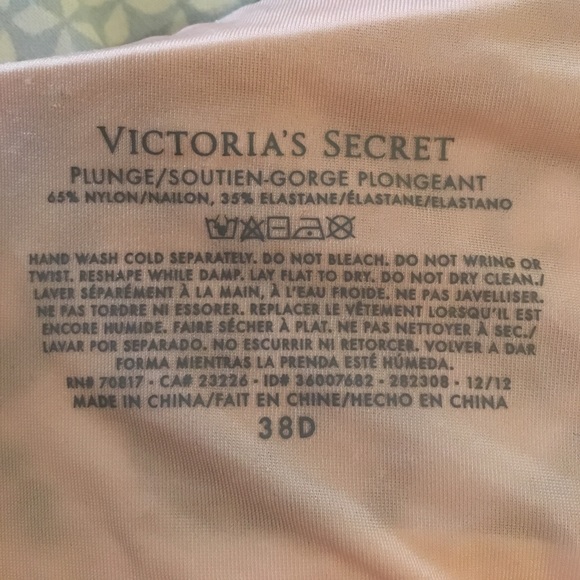 VICTORIA'S SECRET
PLUNGE/SOUTIEN-GORGE PLONGEANT
65% NYLON/NAILON, 35% ELASTANE/ÉLASTANE/ELASTANO
HAND WASH COLD SEPARATELY. DO NOT BLEACH. DO NOT WRING OR
TWIST. RESHAPE WHILE DAMP. LAY FLAT TO DRY. DO NOT DRY CLEAN./
LAVER SÉPARÉMENT À LA MAIN, À L'EAU FROIDE. NE PAS JAVELLISER.
NE PAS TORDRE NI ESSORER. REPLACER LE VÊTEMENT LORSQU'IL EST
ENCORE HUMIDE. FAIRE SÉCHER À PLAT. NE PAS NETTOYER À SEC./
LAVAR POR SEPARADO. NO ESCURRIR NI RETORCER. VOLVER A DAR
FORMA MIENTRAS LA PRENDA ESTÉ HÚMEDA.
RN# 70817 · CA# 23226 · ID# 36007682 · 282308 · 12/12
MADE IN CHINA/FAIT EN CHINE/HECHO EN CHINA
38D